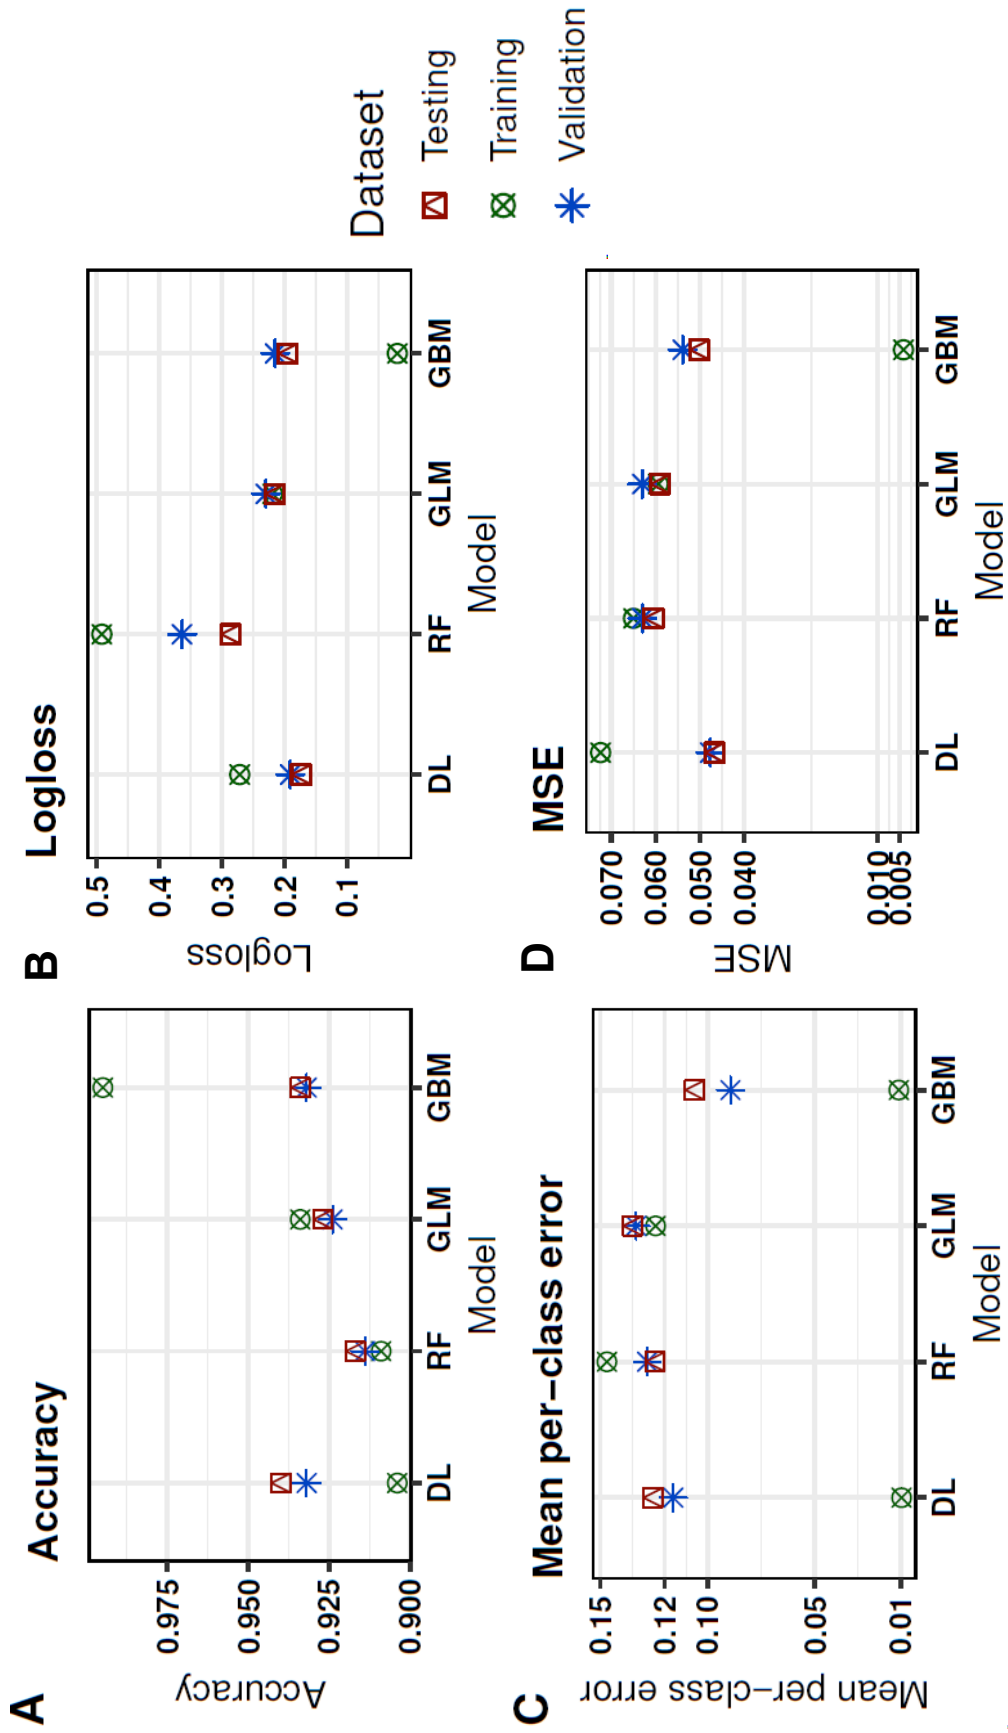 A
Accuracy
Accuracy
0.975
0.950
0.925
0.900
DL
RF
GLM
GBM
Model
B
Logloss
Logloss
0.5
0.4
0.3
0.2
0.1
DL
RF
GLM
GBM
Model
C
Mean per-class error
Mean per-class error
0.15
0.12
0.10
0.05
0.01
DL
RF
GLM
GBM
Model
D
MSE
MSE
0.070
0.060
0.050
0.040
0.010
0.005
DL
RF
GLM
GBM
Model
Dataset
Testing
Training
Validation